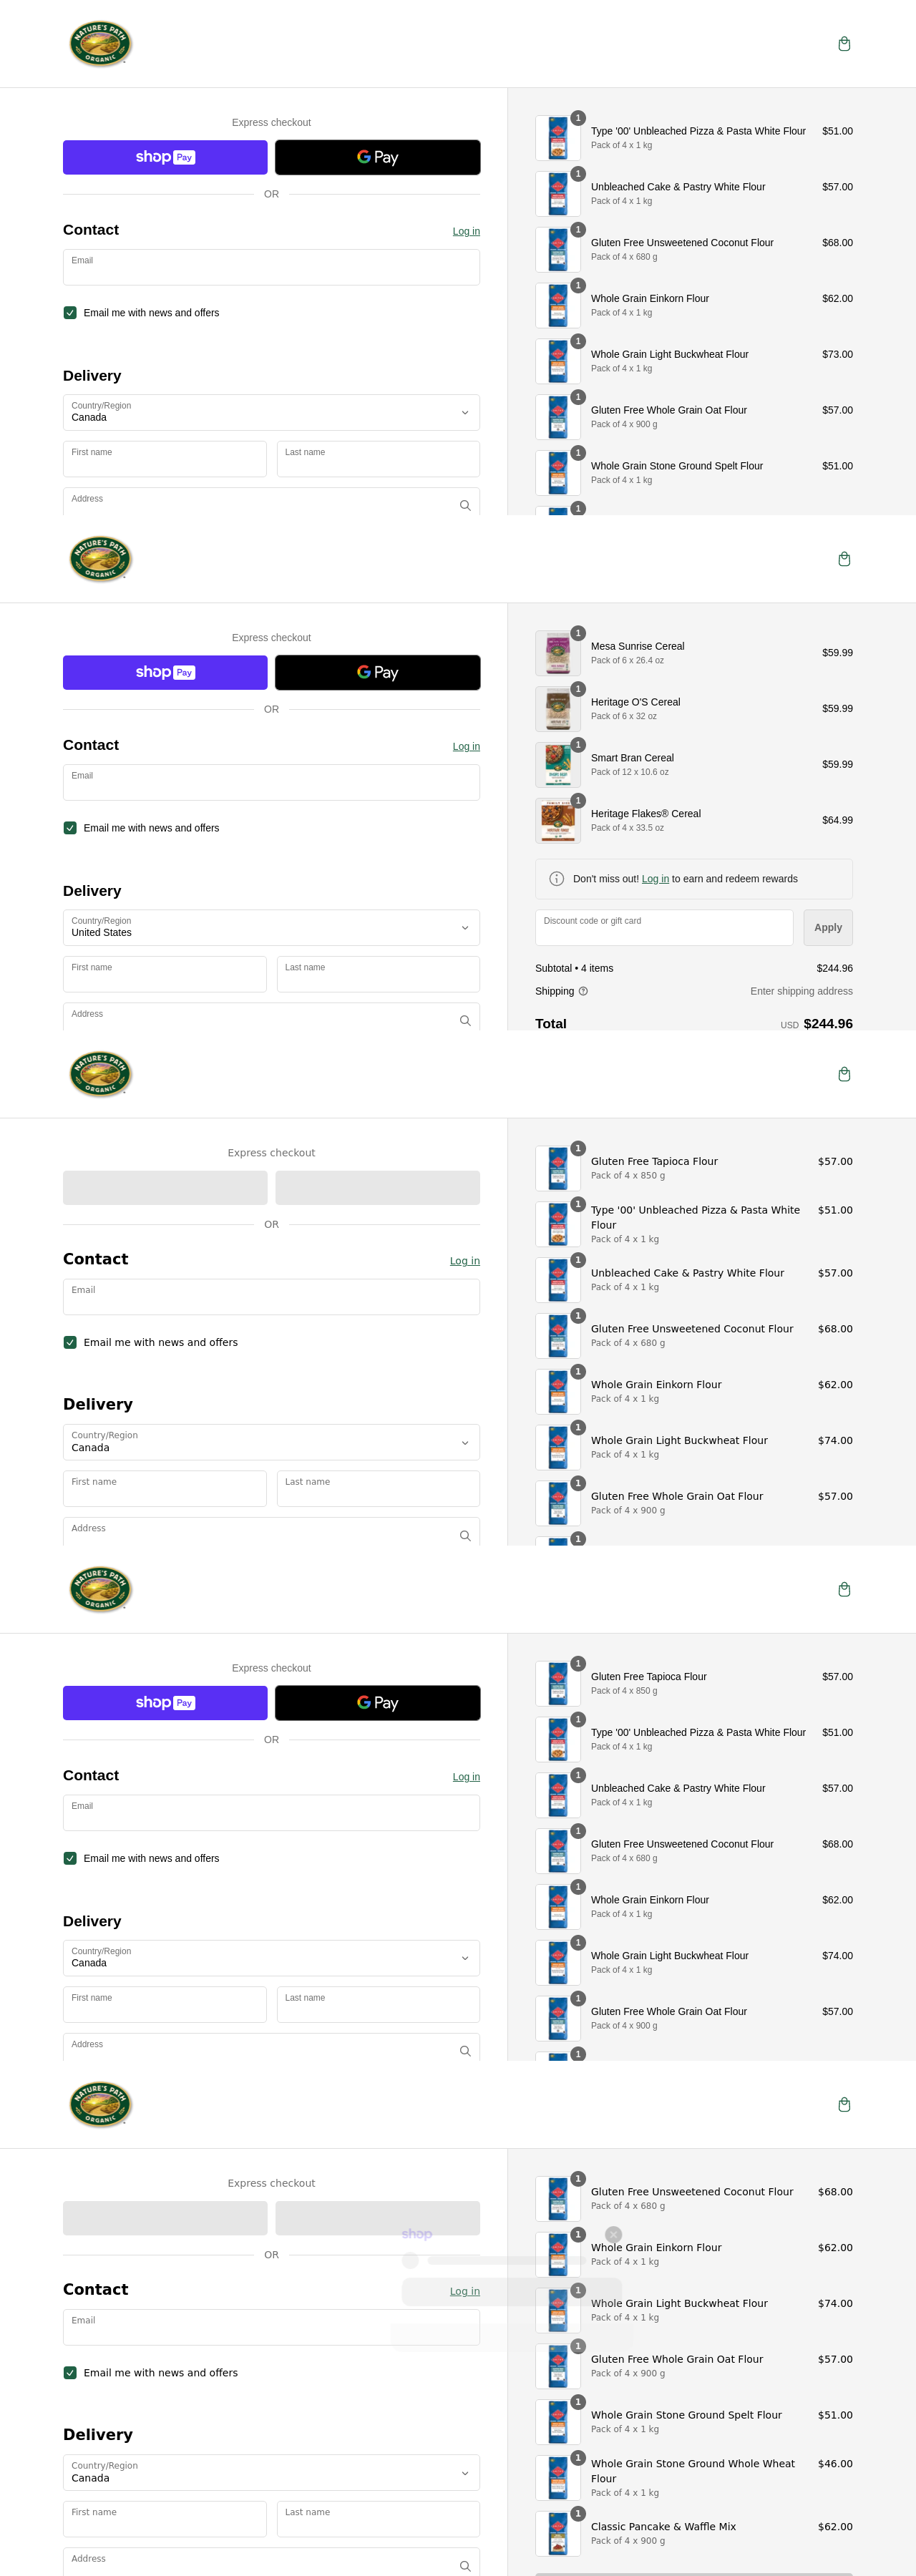 NATURE'S PATH
ORGANIC
Express checkout
shop Pay
G Pay
OR
Contact
Log in
Email
Email me with news and offers
Delivery
Country/Region
Canada
First name
Last name
Address
1
Type '00' Unbleached Pizza & Pasta White Flour
$51.00
Pack of 4 x 1 kg
1
Unbleached Cake & Pastry White Flour
$57.00
Pack of 4 x 1 kg
1
Gluten Free Unsweetened Coconut Flour
$68.00
Pack of 4 x 680 g
1
Whole Grain Einkorn Flour
$62.00
Pack of 4 x 1 kg
1
Whole Grain Light Buckwheat Flour
$73.00
Pack of 4 x 1 kg
1
Gluten Free Whole Grain Oat Flour
$57.00
Pack of 4 x 900 g
1
Whole Grain Stone Ground Spelt Flour
$51.00
Pack of 4 x 1 kg
1
NATURE'S PATH
ORGANIC
Express checkout
shop Pay
G Pay
OR
Contact
Log in
Email
Email me with news and offers
Delivery
Country/Region
United States
First name
Last name
Address
1
Mesa Sunrise Cereal
Pack of 6 x 26.4 oz
$59.99
1
Heritage O'S Cereal
Pack of 6 x 32 oz
$59.99
1
Smart Bran Cereal
Pack of 12 x 10.6 oz
$59.99
1
Heritage Flakes® Cereal
Pack of 4 x 33.5 oz
$64.99
Don't miss out! Log in to earn and redeem rewards
Discount code or gift card
Apply
Subtotal • 4 items
$244.96
Shipping
Enter shipping address
Total
USD $244.96
NATURE'S PATH
ORGANIC
Express checkout
OR
Contact
Log in
Email
Email me with news and offers
Delivery
Country/Region
Canada
First name
Last name
Address
1
Gluten Free Tapioca Flour
$57.00
Pack of 4 x 850 g
1
Type '00' Unbleached Pizza & Pasta White
Flour
$51.00
Pack of 4 x 1 kg
1
Unbleached Cake & Pastry White Flour
$57.00
Pack of 4 x 1 kg
1
Gluten Free Unsweetened Coconut Flour
$68.00
Pack of 4 x 680 g
1
Whole Grain Einkorn Flour
$62.00
Pack of 4 x 1 kg
1
Whole Grain Light Buckwheat Flour
$74.00
Pack of 4 x 1 kg
1
Gluten Free Whole Grain Oat Flour
$57.00
Pack of 4 x 900 g
1
NATURE'S PATH
ORGANIC
Express checkout
shop Pay
G Pay
OR
Contact
Log in
Email
Email me with news and offers
Delivery
Country/Region
Canada
First name
Last name
Address
1
Gluten Free Tapioca Flour
$57.00
Pack of 4 x 850 g
1
Type '00' Unbleached Pizza & Pasta White Flour
$51.00
Pack of 4 x 1 kg
1
Unbleached Cake & Pastry White Flour
$57.00
Pack of 4 x 1 kg
1
Gluten Free Unsweetened Coconut Flour
$68.00
Pack of 4 x 680 g
1
Whole Grain Einkorn Flour
$62.00
Pack of 4 x 1 kg
1
Whole Grain Light Buckwheat Flour
$74.00
Pack of 4 x 1 kg
1
Gluten Free Whole Grain Oat Flour
$57.00
Pack of 4 x 900 g
1
NATURE'S PATH
ORGANIC
Express checkout
shop
OR
Contact
Log in
Email
Email me with news and offers
Delivery
Country/Region
Canada
First name
Last name
Address
1
Gluten Free Unsweetened Coconut Flour
$68.00
Pack of 4 x 680 g
1
Whole Grain Einkorn Flour
$62.00
Pack of 4 x 1 kg
1
Whole Grain Light Buckwheat Flour
$74.00
Pack of 4 x 1 kg
1
Gluten Free Whole Grain Oat Flour
$57.00
Pack of 4 x 900 g
1
Whole Grain Stone Ground Spelt Flour
$51.00
Pack of 4 x 1 kg
1
Whole Grain Stone Ground Whole Wheat
Flour
$46.00
Pack of 4 x 1 kg
1
Classic Pancake & Waffle Mix
$62.00
Pack of 4 x 900 g